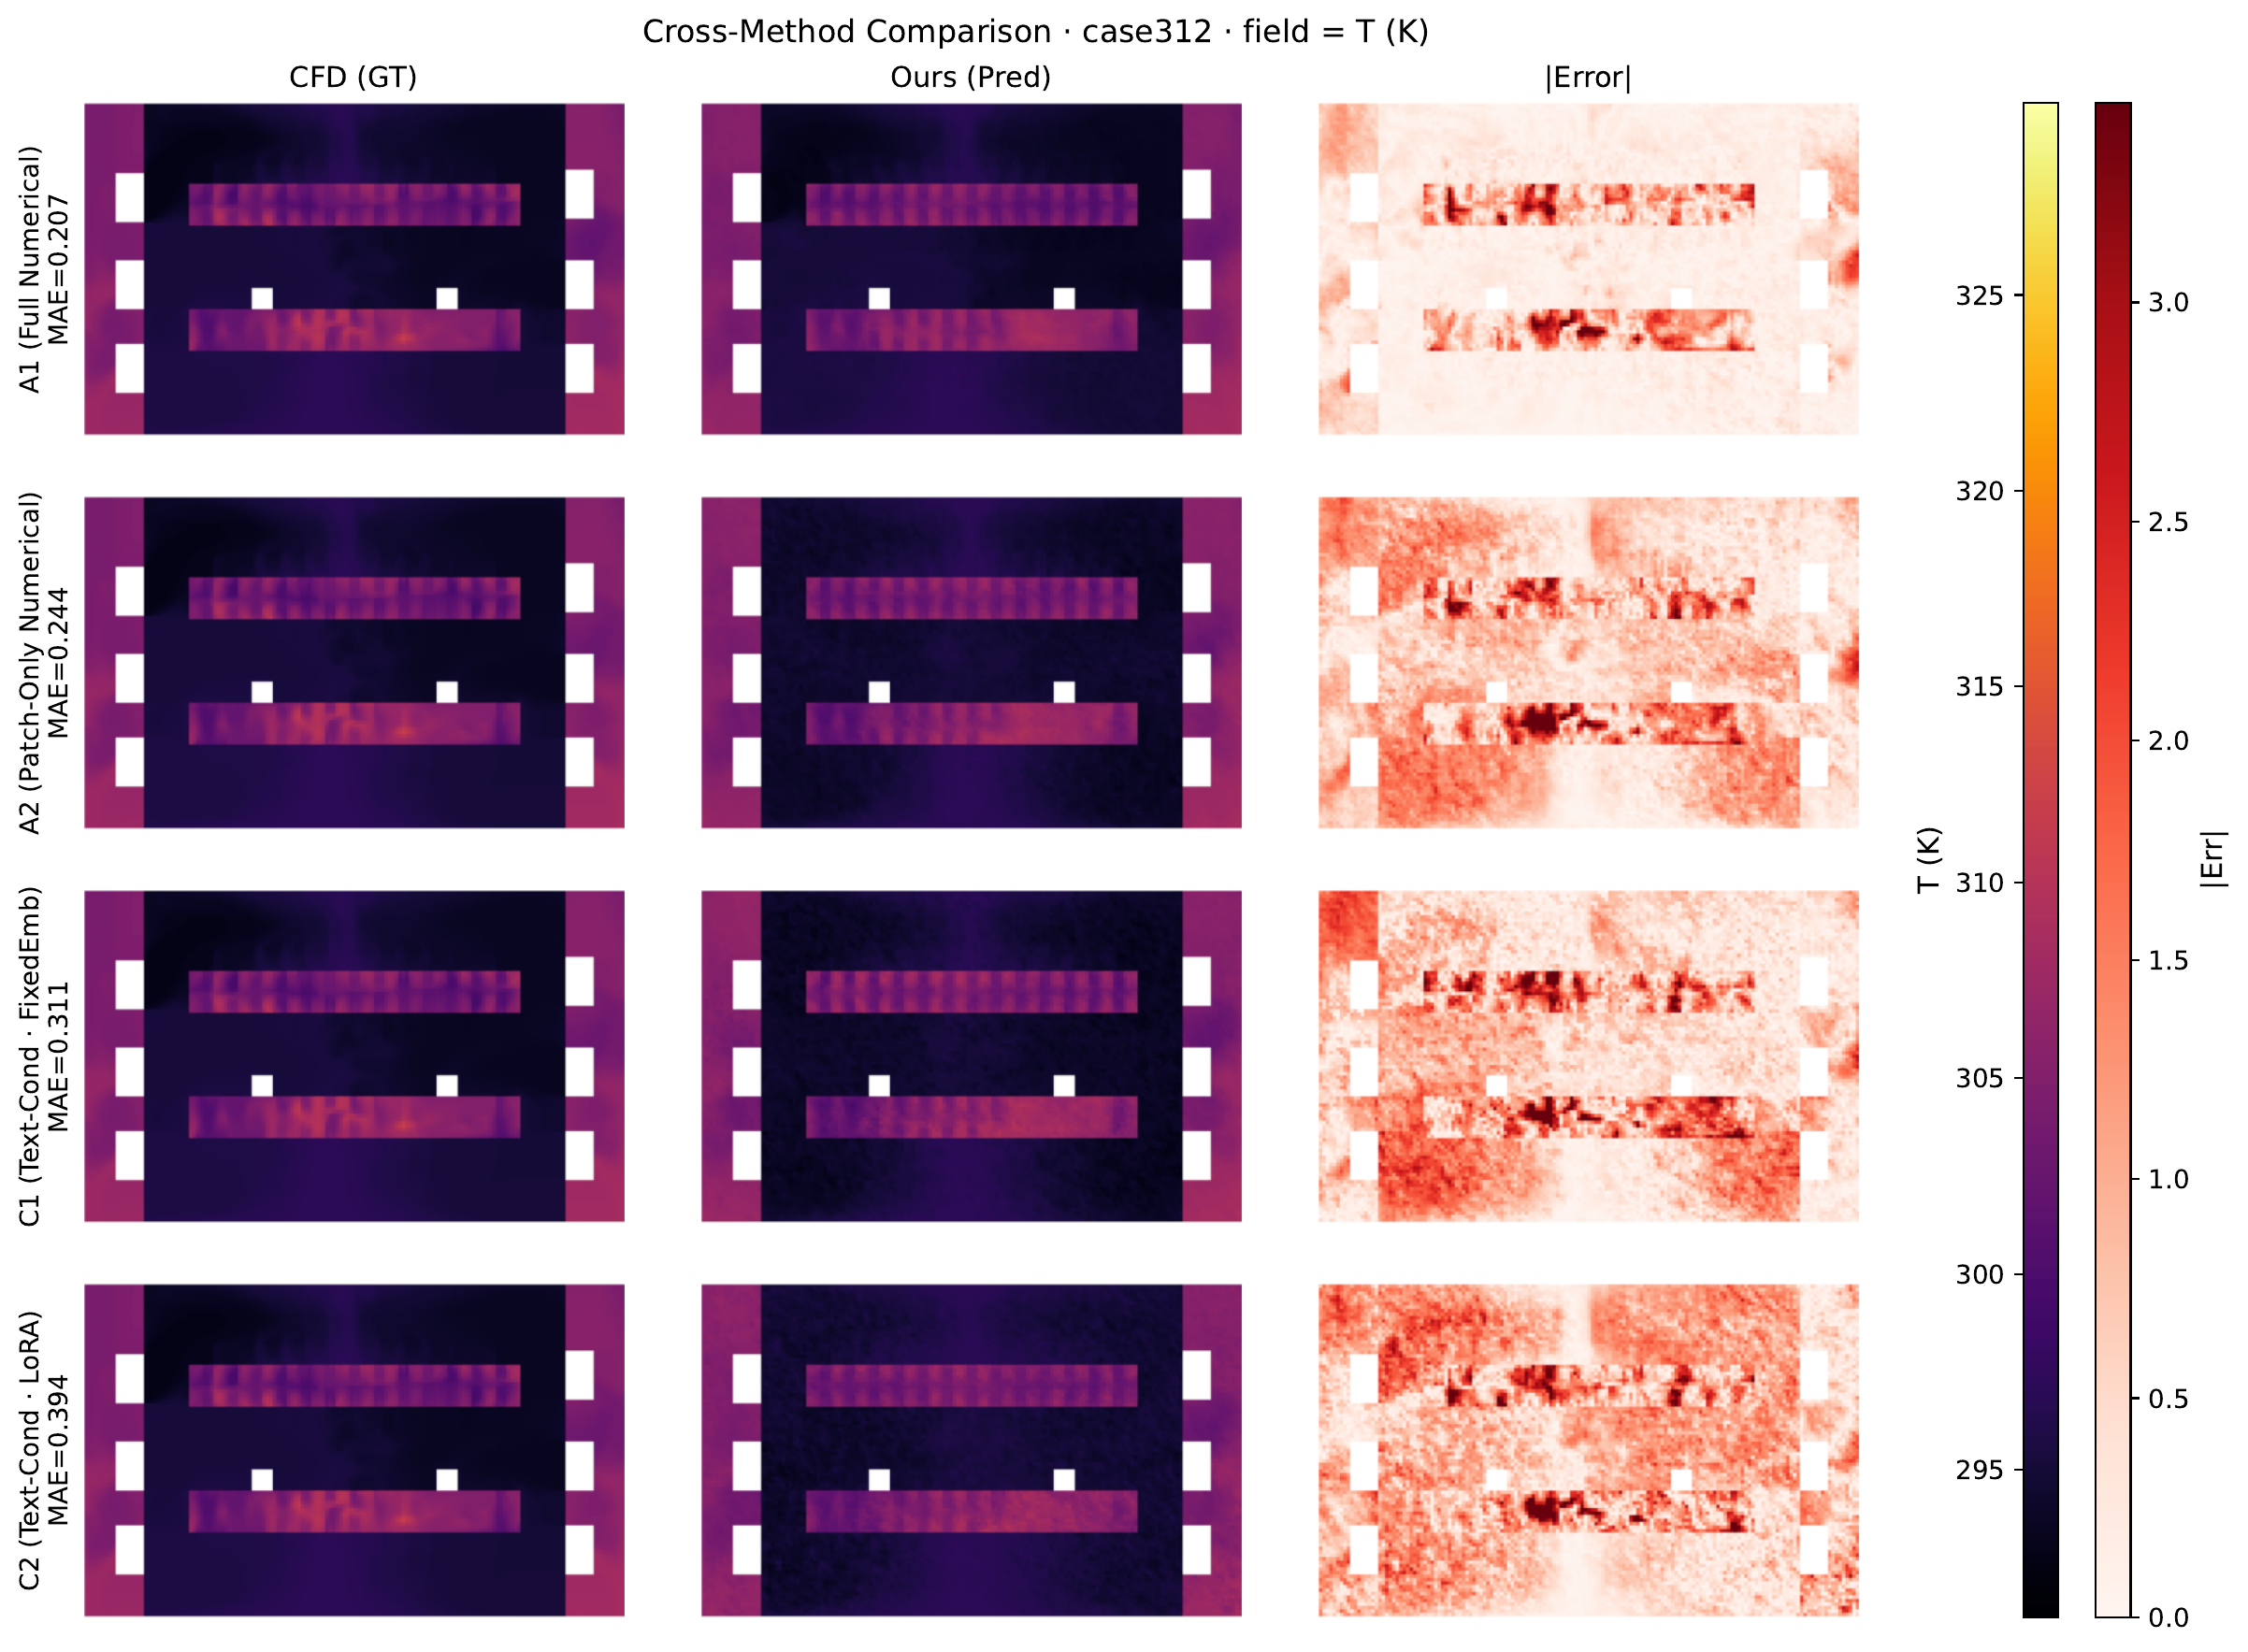 Cross-Method Comparison · case312 · field = T (K)
CFD (GT)
Ours (Pred)
|Error|
A1 (Full Numerical)
MAE=0.207
A2 (Patch-Only Numerical)
MAE=0.244
C1 (Text-Cond · FixedEmb)
MAE=0.311
C2 (Text-Cond · LoRA)
MAE=0.394
T (K)
325
320
315
310
305
300
295
|Err|
3.0
2.5
2.0
1.5
1.0
0.5
0.0